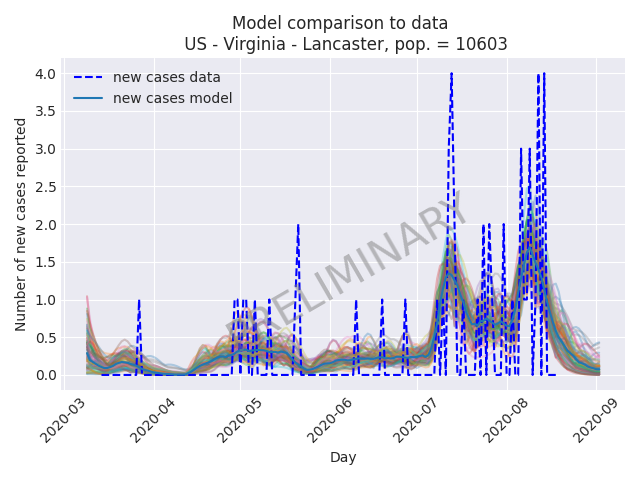 Model comparison to data
US - Virginia - Lancaster, pop. = 10603
new cases data
new cases model
Number of new cases reported
4.0
3.5
3.0
2.5
2.0
1.5
1.0
0.5
0.0
PRELIMINARY
2020-03
2020-04
2020-05
2020-06
2020-07
2020-08
2020-09
Day